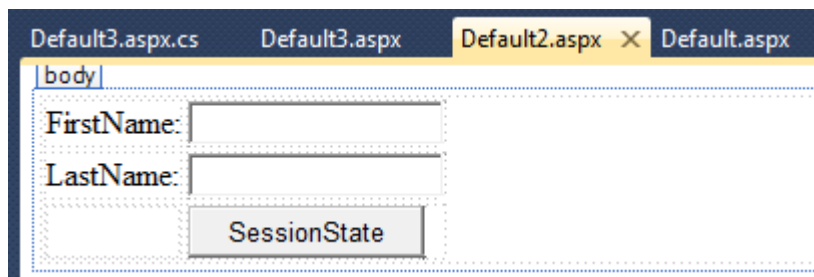 Default3.aspx.cs Default3.aspx Default2.aspx Default.aspx
body
FirstName:
LastName:
SessionState